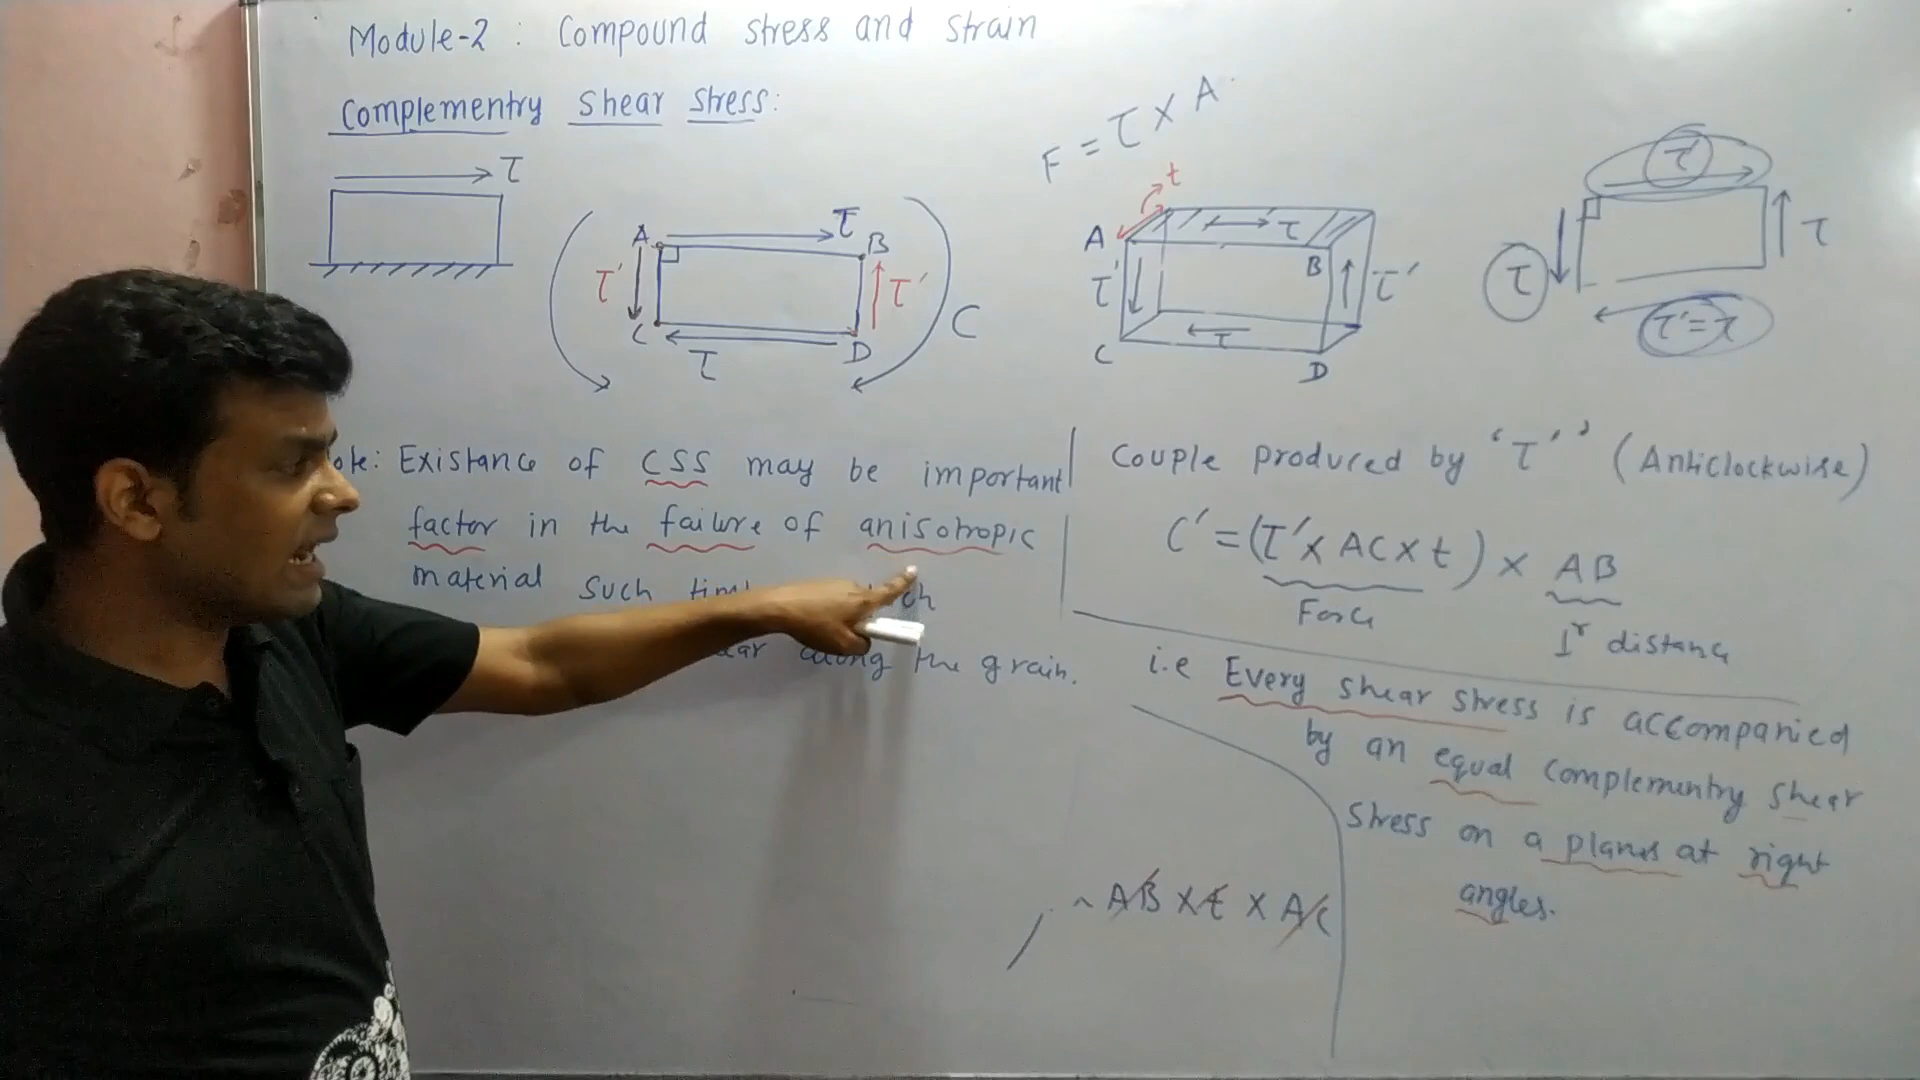 Module-2 : Compound stress and strain
Complementry Shear Stress:
τ
A τ B
τ' τ'
C τ D
C
F = τ × A
t
A τ B
τ' τ'
C τ D
τ'
τ τ
τ'=τ
Existance of CSS may be important
factor in the failure of anisotropic
material such
along the grain.
Couple produced by 'τ'' (Anticlockwise)
C' = (τ' × AC × t) × AB
Force
distance
i.e Every shear stress is accompanied
by an equal complementry shear
stress on a planes at right
angles.
AB × t × AC